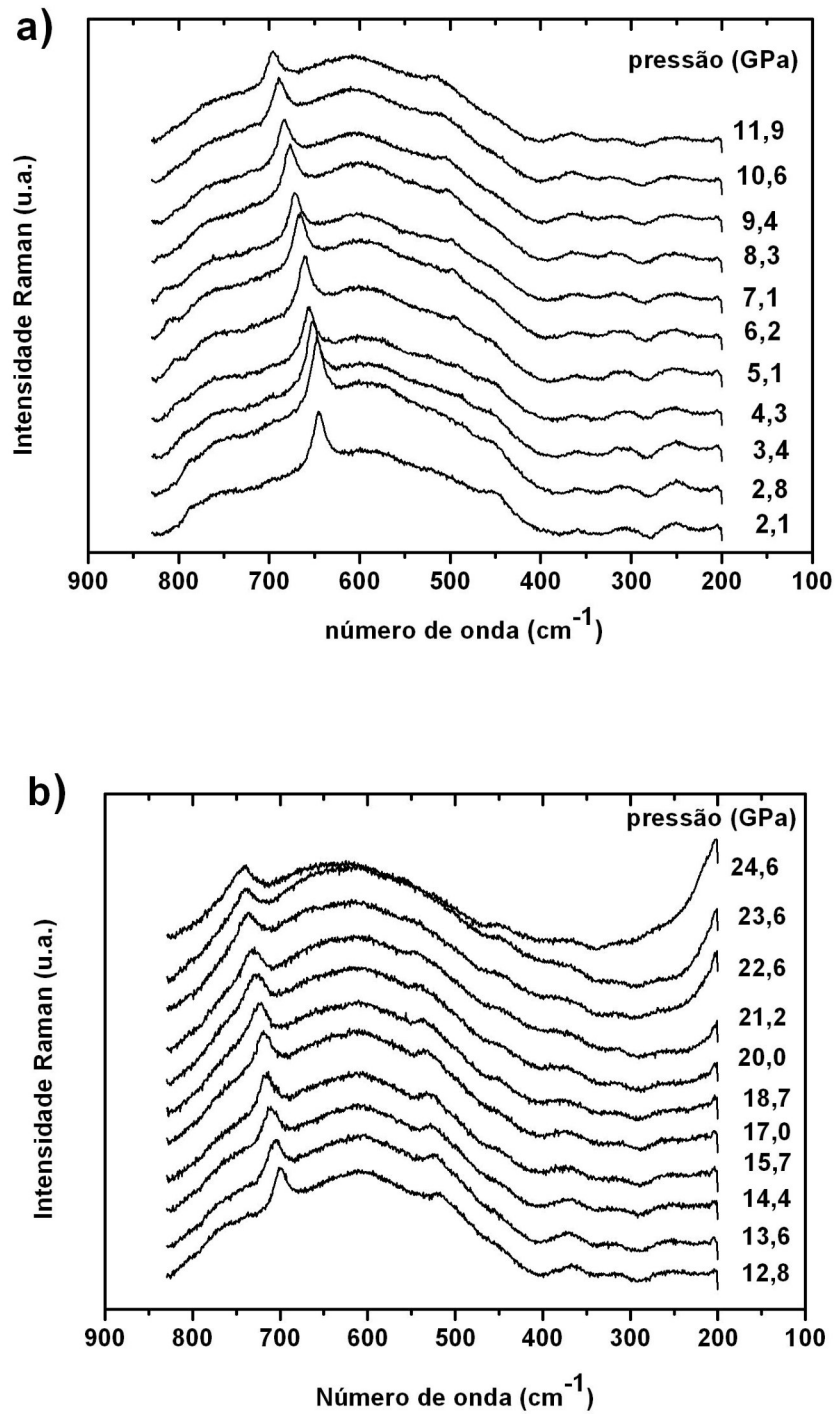 a)
pressão (GPa)
11,9
10,6
9,4
8,3
7,1
6,2
5,1
4,3
3,4
2,8
2,1
Intensidade Raman (u.a.)
900 800 700 600 500 400 300 200 100
número de onda (cm⁻¹)
b)
pressão (GPa)
24,6
23,6
22,6
21,2
20,0
18,7
17,0
15,7
14,4
13,6
12,8
Intensidade Raman (u.a.)
900 800 700 600 500 400 300 200 100
Número de onda (cm⁻¹)